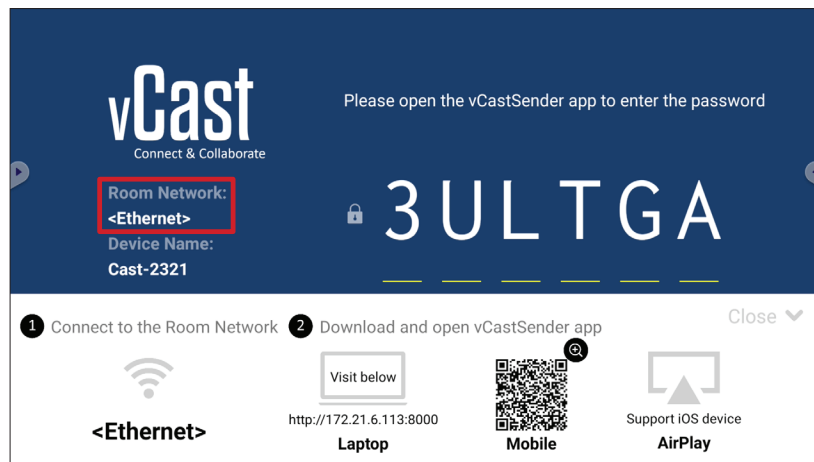 vCast
Connect & Collaborate
Please open the vCastSender app to enter the password
Room Network:
<Ethernet>
Device Name:
Cast-2321
3ULTGA
1 Connect to the Room Network
2 Download and open vCastSender app
Close
<Ethernet>
Visit below
http://172.21.6.113:8000
Laptop
Mobile
Support iOS device
AirPlay